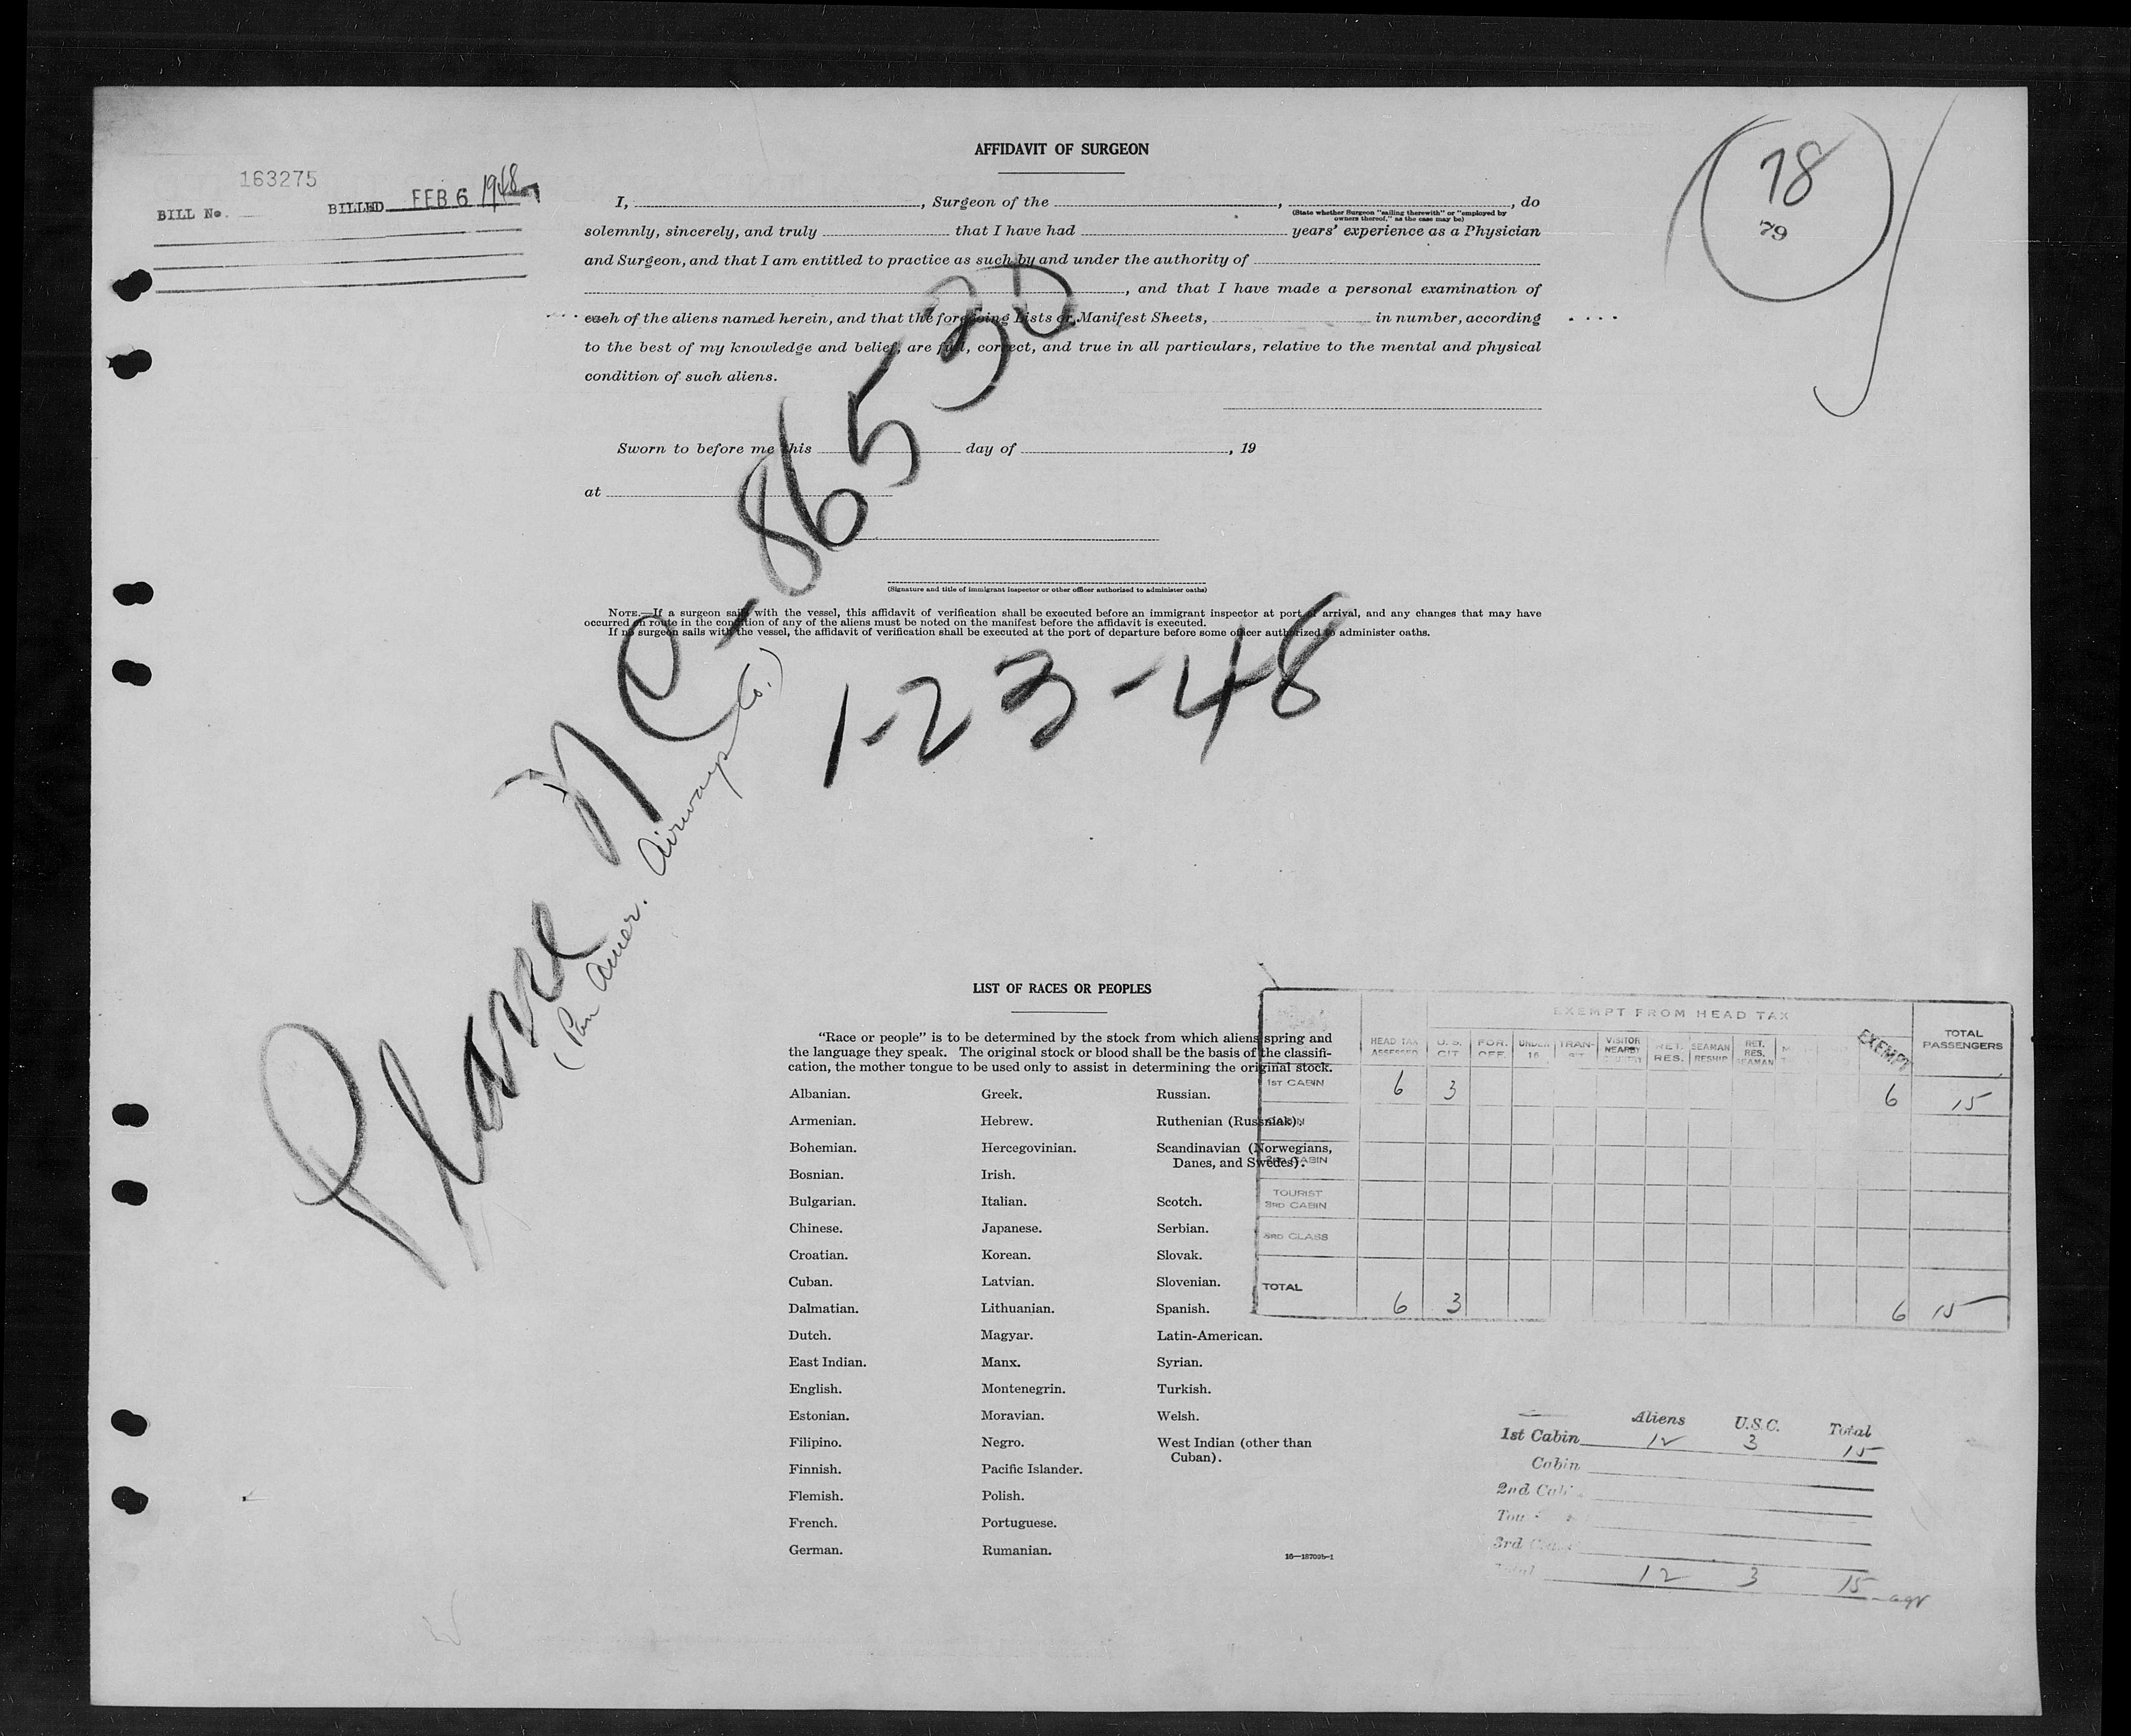 AFFIDAVIT OF SURGEON
163275
BILL No. BILLED FEB 6 1948
78
79
I, , Surgeon of the , , do
(State whether Surgeon "sailing therewith" or "employed by
owners thereof," as the case may be)
solemnly, sincerely, and truly that I have had years' experience as a Physician
and Surgeon, and that I am entitled to practice as such by and under the authority of
, and that I have made a personal examination of
each of the aliens named herein, and that the foregoing Lists or Manifest Sheets, in number, according
to the best of my knowledge and belief, are full, correct, and true in all particulars, relative to the mental and physical
condition of such aliens.
Sworn to before me this day of , 19
at
(Signature and title of immigrant inspector or other officer authorized to administer oaths)
NOTE.—If a surgeon sails with the vessel, this affidavit of verification shall be executed before an immigrant inspector at port of arrival, and any changes that may have
occurred en route in the condition of any of the aliens must be noted on the manifest before the affidavit is executed.
If no surgeon sails with the vessel, the affidavit of verification shall be executed at the port of departure before some officer authorized to administer oaths.
Plane NC-86530
(Pan Amer. Airways Co.)
1-23-48
LIST OF RACES OR PEOPLES
"Race or people" is to be determined by the stock from which aliens spring and
the language they speak. The original stock or blood shall be the basis of the classifi-
cation, the mother tongue to be used only to assist in determining the original stock.
Albanian. Greek. Russian.
Armenian. Hebrew. Ruthenian (Russniak).
Bohemian. Hercegovinian. Scandinavian (Norwegians,
Danes, and Swedes).
Bosnian. Irish.
Bulgarian. Italian. Scotch.
Chinese. Japanese. Serbian.
Croatian. Korean. Slovak.
Cuban. Latvian. Slovenian.
Dalmatian. Lithuanian. Spanish.
Dutch. Magyar. Latin-American.
East Indian. Manx. Syrian.
English. Montenegrin. Turkish.
Estonian. Moravian. Welsh.
Filipino. Negro. West Indian (other than
Cuban).
Finnish. Pacific Islander.
Flemish. Polish.
French. Portuguese.
German. Rumanian.
16—18709b-1
EXEMPT FROM HEAD TAX
HEAD TAX ASSESSED U. S. CIT. FOR. OFF. UNDER 16 TRAN- SIT VISITOR NEARBY COUNTRY RET. RES. SEAMAN RESHIP. RET. RES. SEAMAN EXEMPT TOTAL PASSENGERS
1ST CABIN 6 3 6 15
CABIN
2ND CABIN
TOURIST
3RD CABIN
3RD CLASS
TOTAL 6 3 6 15
Aliens U.S.C. Total
1st Cabin 12 3 15
Cabin
2nd Cabin
3rd Class
Total 12 3 15